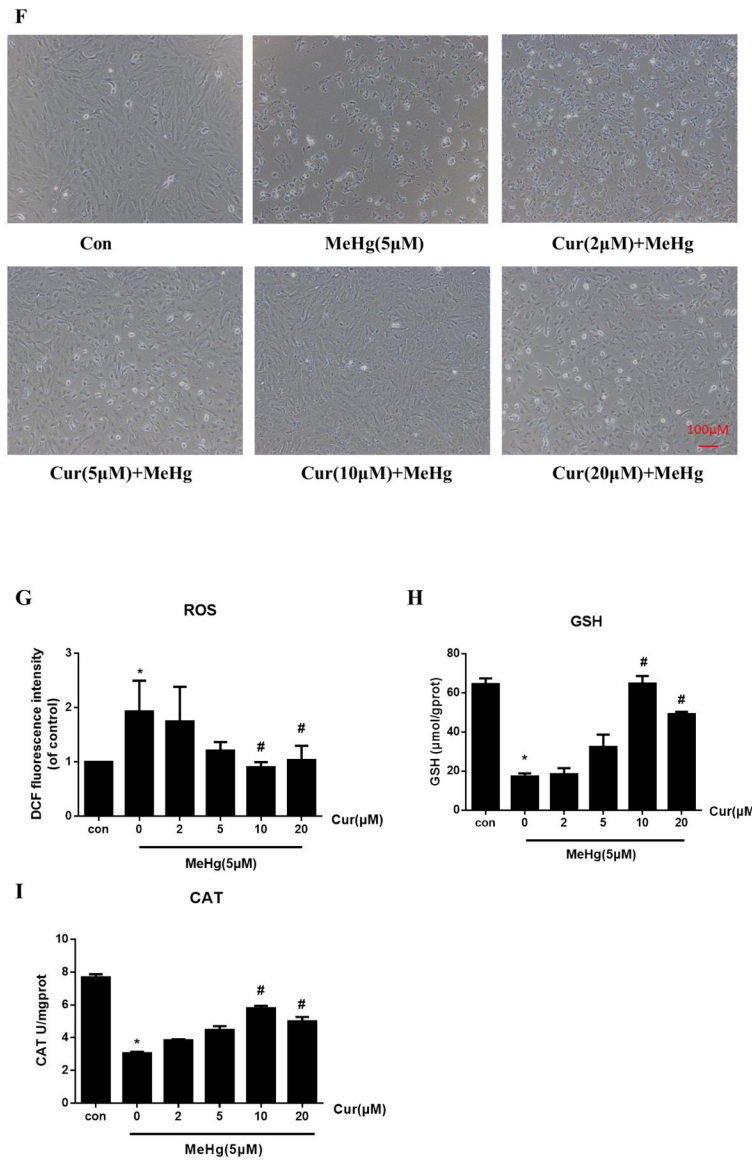 F
Con
MeHg(5μM)
Cur(2μM)+MeHg
100μM
Cur(5μM)+MeHg
Cur(10μM)+MeHg
Cur(20μM)+MeHg
G
ROS
DCF fluorescence intensity
(of control)
3
2
1
0
*
#
#
con
0
2
5
10
20
Cur(μM)
MeHg(5μM)
H
GSH
GSH (μmol/gprot)
80
60
40
20
0
*
#
#
con
0
2
5
10
20
Cur(μM
MeHg(5μM)
I
CAT
CAT U/mgprot
10
8
6
4
2
0
*
#
#
con
0
2
5
10
20
Cur(μM)
MeHg(5μM)